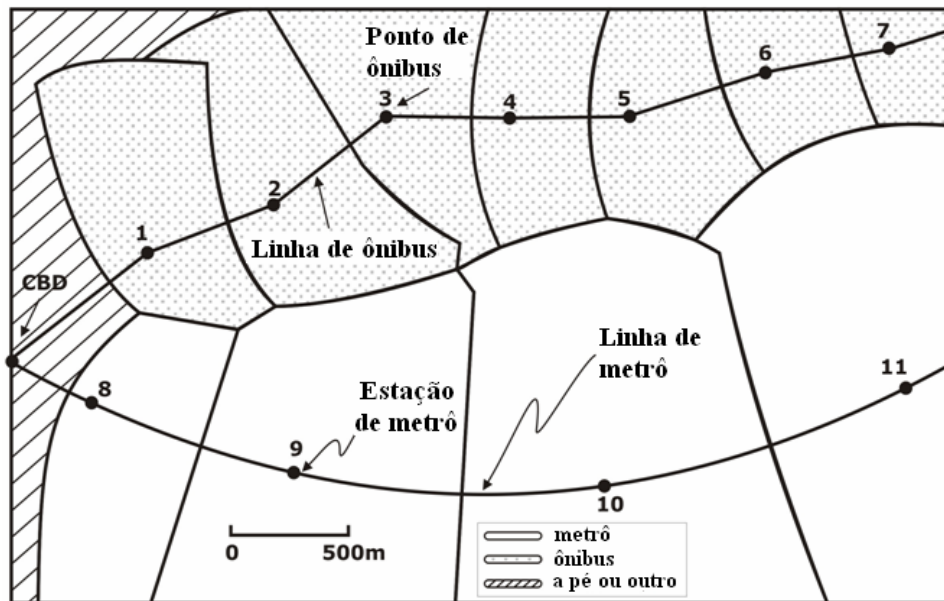 Ponto de
ônibus
7
6
3
4
5
2
1
Linha de ônibus
CBD
Linha de
metrô
11
8
Estação
de metrô
9
10
0 500m
metrô
ônibus
a pé ou outro